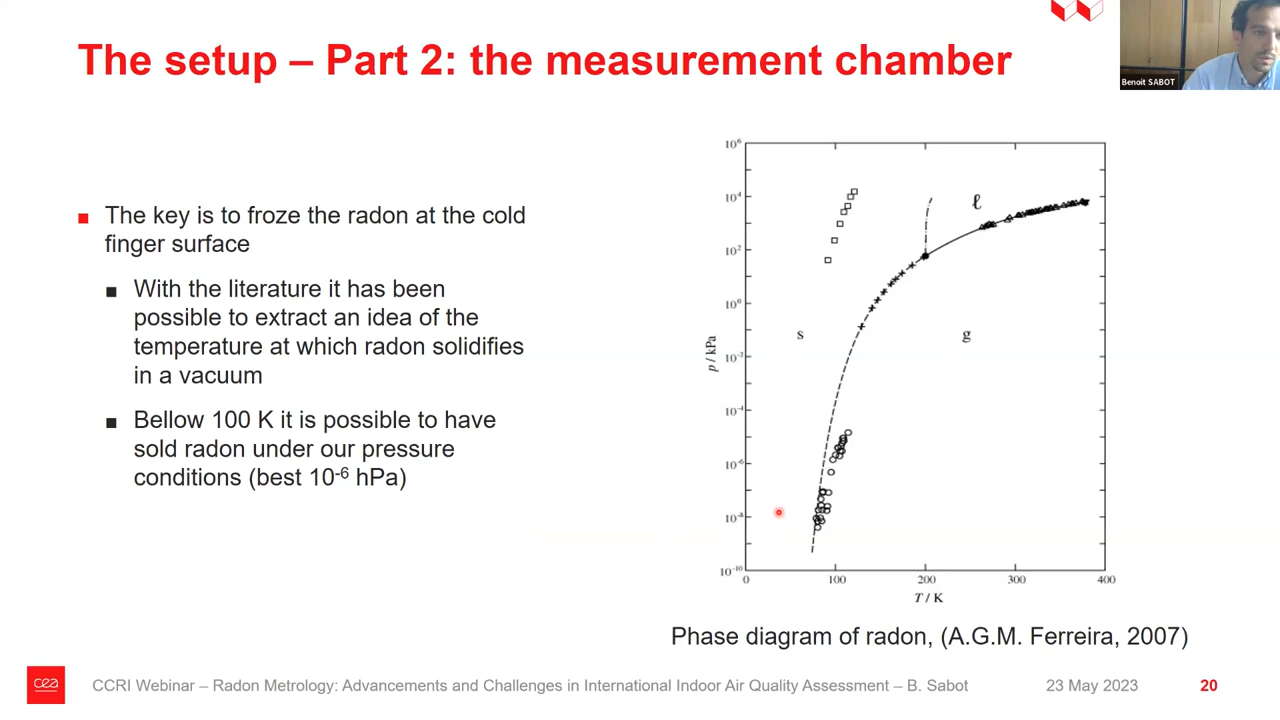 The setup – Part 2: the measurement chamber
Benoit SABOT
■ The key is to froze the radon at the cold
finger surface
■ With the literature it has been
possible to extract an idea of the
temperature at which radon solidifies
in a vacuum
■ Bellow 100 K it is possible to have
sold radon under our pressure
conditions (best 10⁻⁶ hPa)
10⁶
10⁴
10²
10⁰
10⁻²
10⁻⁴
10⁻⁶
10⁻⁸
10⁻¹⁰
p / kPa
ℓ
s
g
0 100 200 300 400
T / K
Phase diagram of radon, (A.G.M. Ferreira, 2007)
cea
CCRI Webinar – Radon Metrology: Advancements and Challenges in International Indoor Air Quality Assessment – B. Sabot 23 May 2023 20